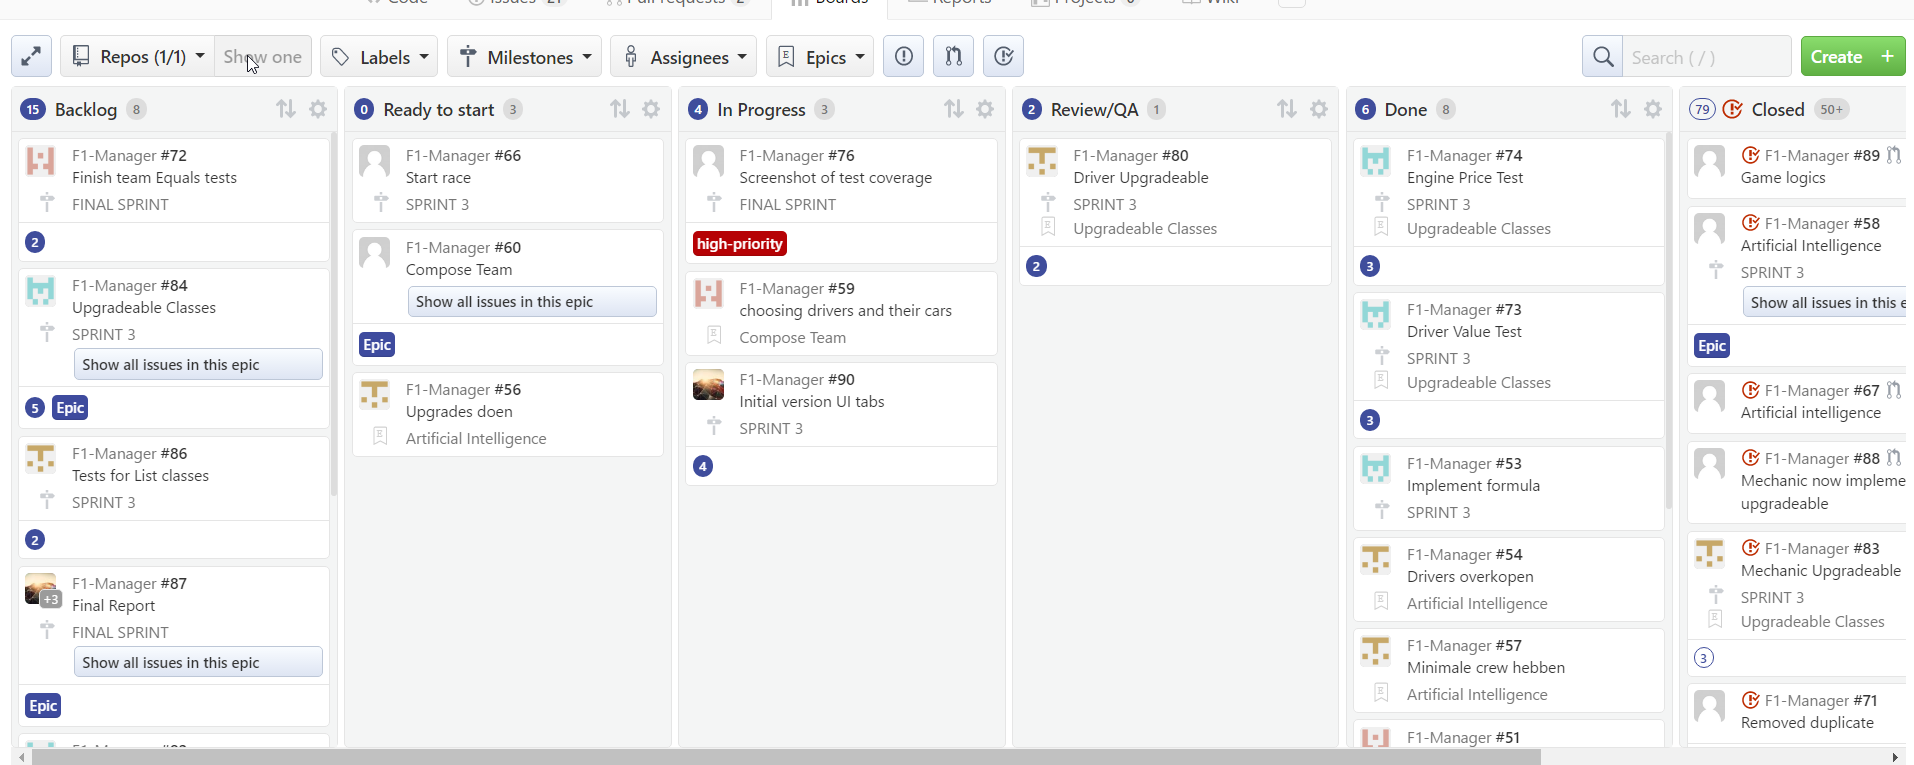 Code Issues 21 Pull requests 2 Boards Reports Projects Wiki
Repos (1/1) Show one Labels Milestones Assignees Epics Search ( / ) Create +
15 Backlog 8
F1-Manager #72
Finish team Equals tests
FINAL SPRINT
2
F1-Manager #84
Upgradeable Classes
SPRINT 3
Show all issues in this epic
5 Epic
F1-Manager #86
Tests for List classes
SPRINT 3
2
F1-Manager #87
+3
Final Report
FINAL SPRINT
Show all issues in this epic
Epic
0 Ready to start 3
F1-Manager #66
Start race
SPRINT 3
F1-Manager #60
Compose Team
Show all issues in this epic
Epic
F1-Manager #56
Upgrades doen
Artificial Intelligence
4 In Progress 3
F1-Manager #76
Screenshot of test coverage
FINAL SPRINT
high-priority
F1-Manager #59
choosing drivers and their cars
Compose Team
F1-Manager #90
Initial version UI tabs
SPRINT 3
4
2 Review/QA 1
F1-Manager #80
Driver Upgradeable
SPRINT 3
Upgradeable Classes
2
6 Done 8
F1-Manager #74
Engine Price Test
SPRINT 3
Upgradeable Classes
3
F1-Manager #73
Driver Value Test
SPRINT 3
Upgradeable Classes
3
F1-Manager #53
Implement formula
SPRINT 3
F1-Manager #54
Drivers overkopen
Artificial Intelligence
F1-Manager #57
Minimale crew hebben
Artificial Intelligence
F1-Manager #51
79 Closed 50+
F1-Manager #89
Game logics
F1-Manager #58
Artificial Intelligence
SPRINT 3
Show all issues in this e
Epic
F1-Manager #67
Artificial intelligence
F1-Manager #88
Mechanic now impleme
upgradeable
F1-Manager #83
Mechanic Upgradeable
SPRINT 3
Upgradeable Classes
3
F1-Manager #71
Removed duplicate